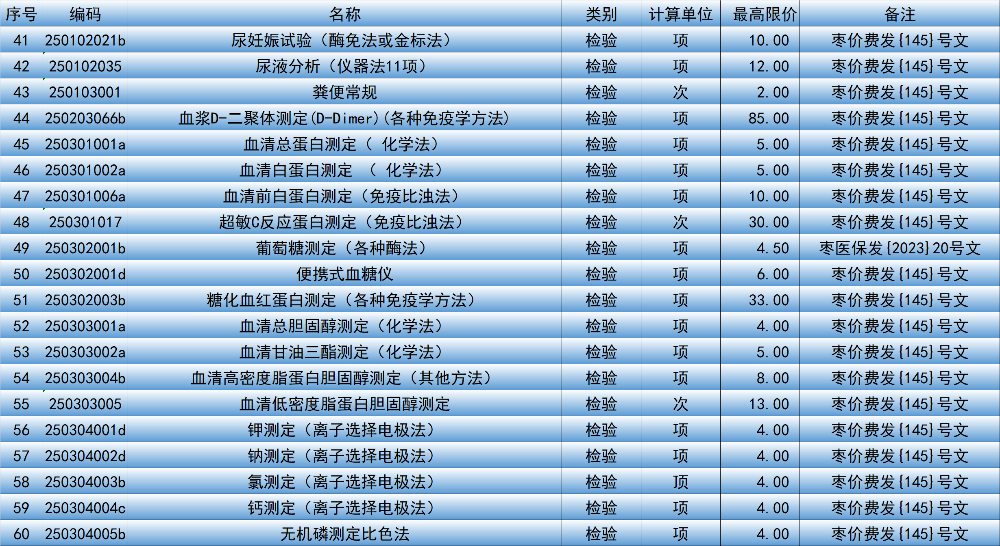 序号 编码 名称 类别 计算单位 最高限价 备注
41 250102021b 尿妊娠试验（酶免法或金标法） 检验 项 10.00 枣价费发{145}号文
42 250102035 尿液分析（仪器法11项） 检验 项 12.00 枣价费发{145}号文
43 250103001 粪便常规 检验 次 2.00 枣价费发{145}号文
44 250203066b 血浆D-二聚体测定(D-Dimer)(各种免疫学方法) 检验 项 85.00 枣价费发{145}号文
45 250301001a 血清总蛋白测定（ 化学法） 检验 项 5.00 枣价费发{145}号文
46 250301002a 血清白蛋白测定 （ 化学法） 检验 项 5.00 枣价费发{145}号文
47 250301006a 血清前白蛋白测定（免疫比浊法） 检验 项 10.00 枣价费发{145}号文
48 250301017 超敏C反应蛋白测定（免疫比浊法） 检验 次 30.00 枣价费发{145}号文
49 250302001b 葡萄糖测定（各种酶法） 检验 项 4.50 枣医保发{2023}20号文
50 250302001d 便携式血糖仪 检验 项 6.00 枣价费发{145}号文
51 250302003b 糖化血红蛋白测定（各种免疫学方法） 检验 项 33.00 枣价费发{145}号文
52 250303001a 血清总胆固醇测定（化学法） 检验 项 4.00 枣价费发{145}号文
53 250303002a 血清甘油三酯测定（化学法） 检验 项 5.00 枣价费发{145}号文
54 250303004b 血清高密度脂蛋白胆固醇测定（其他方法） 检验 项 8.00 枣价费发{145}号文
55 250303005 血清低密度脂蛋白胆固醇测定 检验 次 13.00 枣价费发{145}号文
56 250304001d 钾测定（离子选择电极法） 检验 项 4.00 枣价费发{145}号文
57 250304002d 钠测定（离子选择电极法） 检验 项 4.00 枣价费发{145}号文
58 250304003b 氯测定（离子选择电极法） 检验 顶 4.00 枣价费发{145}号文
59 250304004c 钙测定（离子选择电极法） 检验 项 4.00 枣价费发{145}号文
60 250304005b 无机磷测定比色法 检验 项 4.00 枣价费发{145}号文